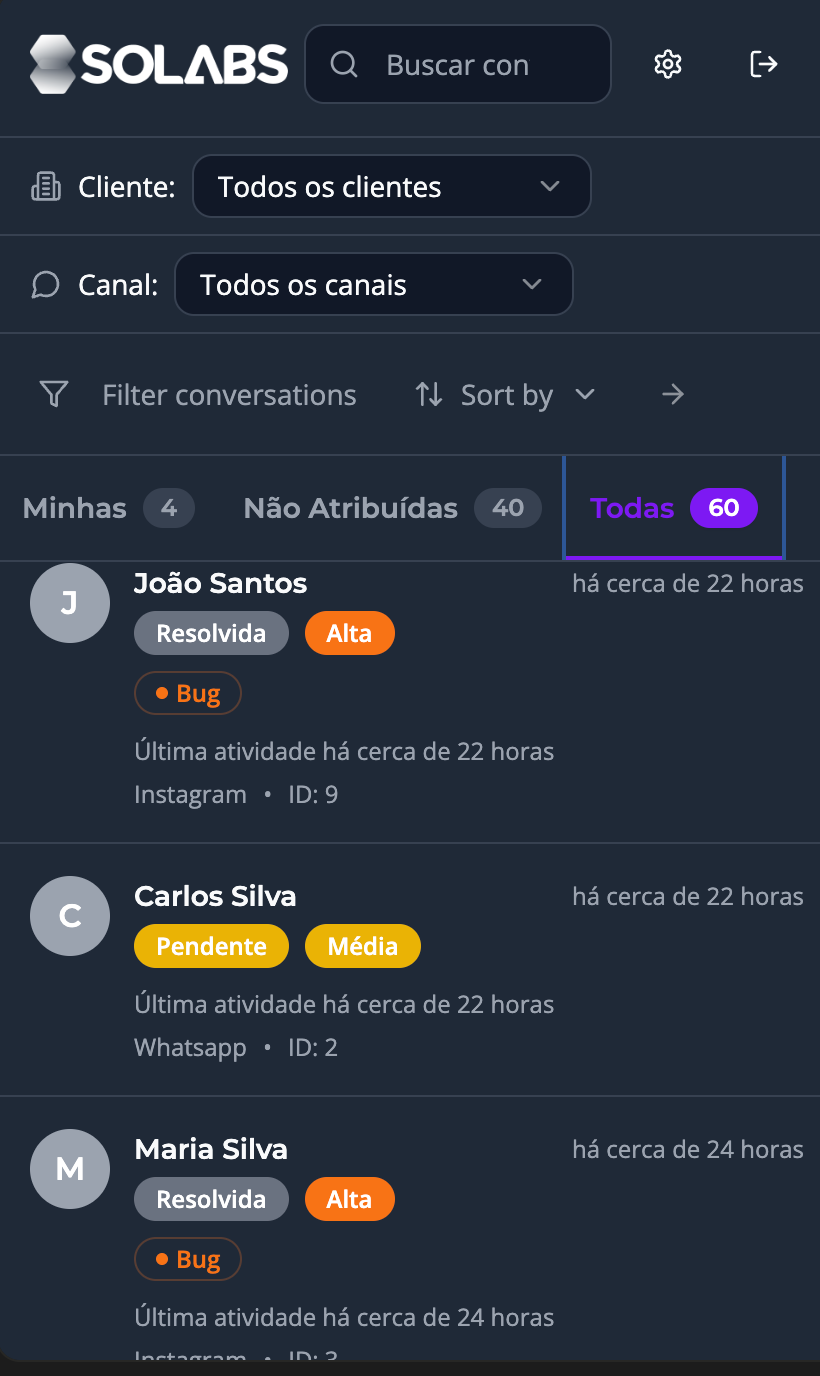 SOLABS
Buscar con
Cliente: Todos os clientes
Canal: Todos os canais
Filter conversations Sort by
Minhas 4 Não Atribuídas 40 Todas 60
J João Santos há cerca de 22 horas
Resolvida Alta
Bug
Última atividade há cerca de 22 horas
Instagram • ID: 9
C Carlos Silva há cerca de 22 horas
Pendente Média
Última atividade há cerca de 22 horas
Whatsapp • ID: 2
M Maria Silva há cerca de 24 horas
Resolvida Alta
Bug
Última atividade há cerca de 24 horas
Instagram • ID: 3